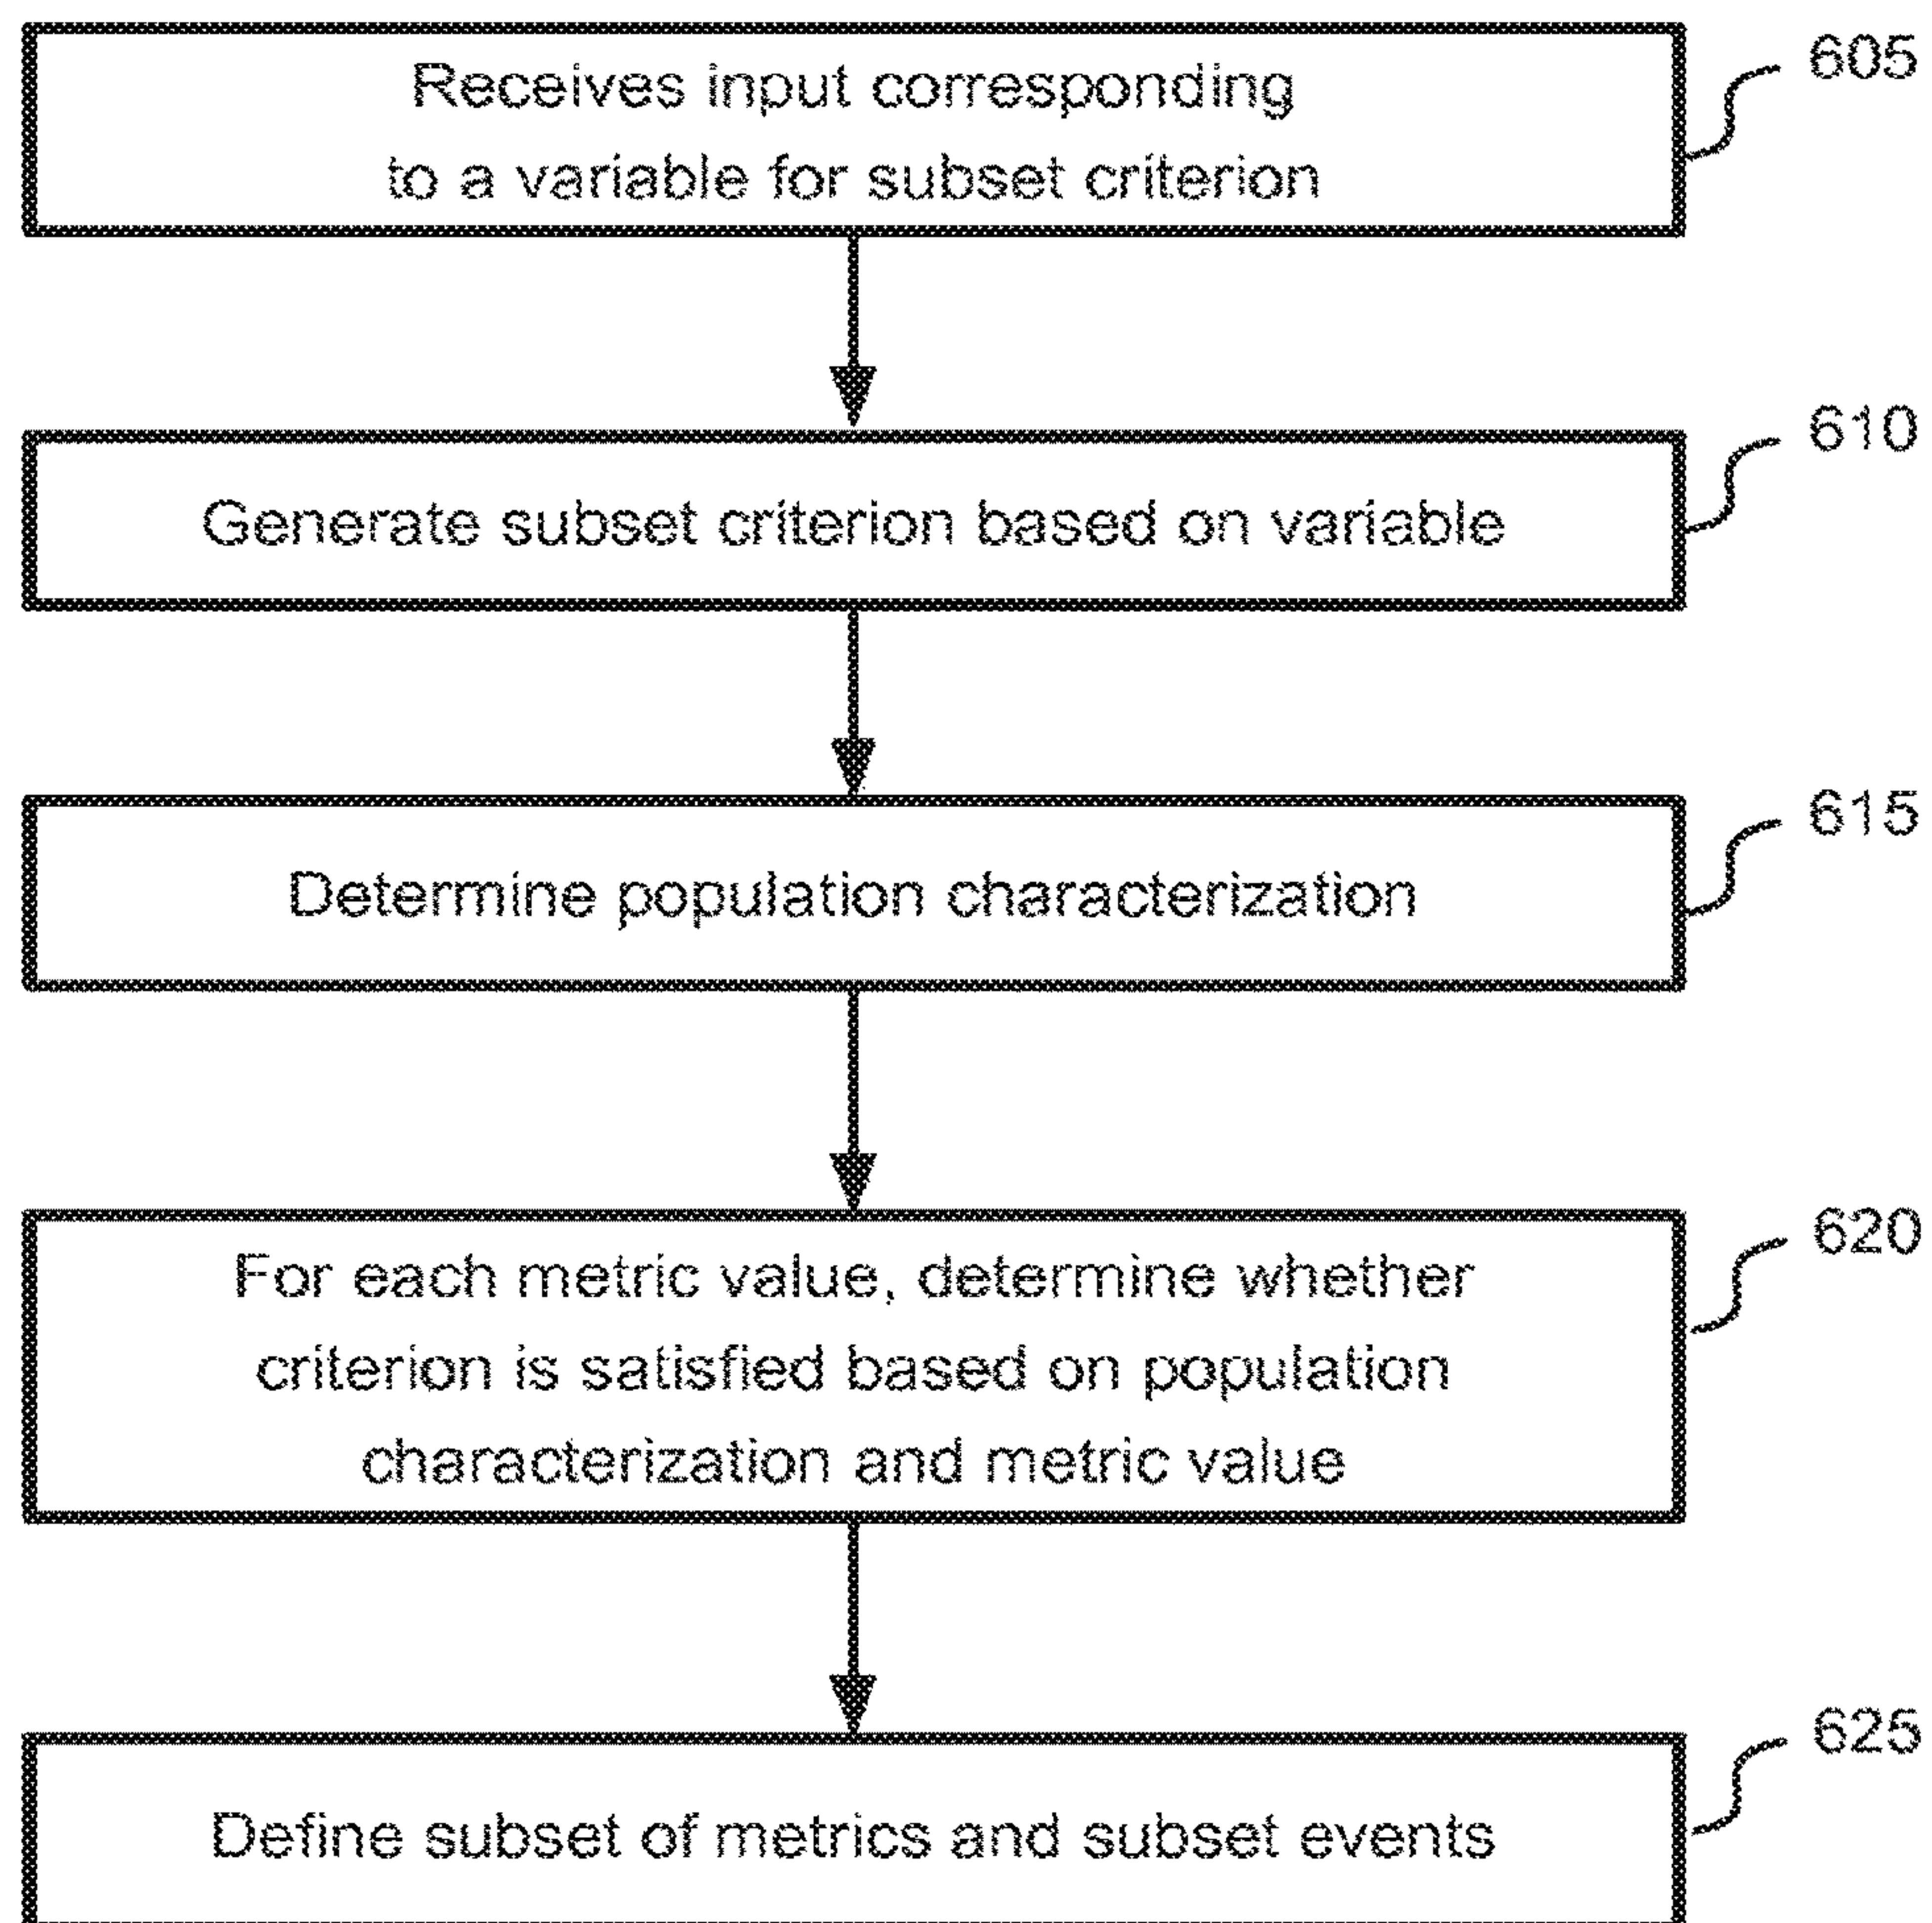 Receives input corresponding
to a variable for subset criterion
605
Generate subset criterion based on variable
610
Determine population characterization
615
For each metric value, determine whether
criterion is satisfied based on population
characterization and metric value
620
Define subset of metrics and subset events
625